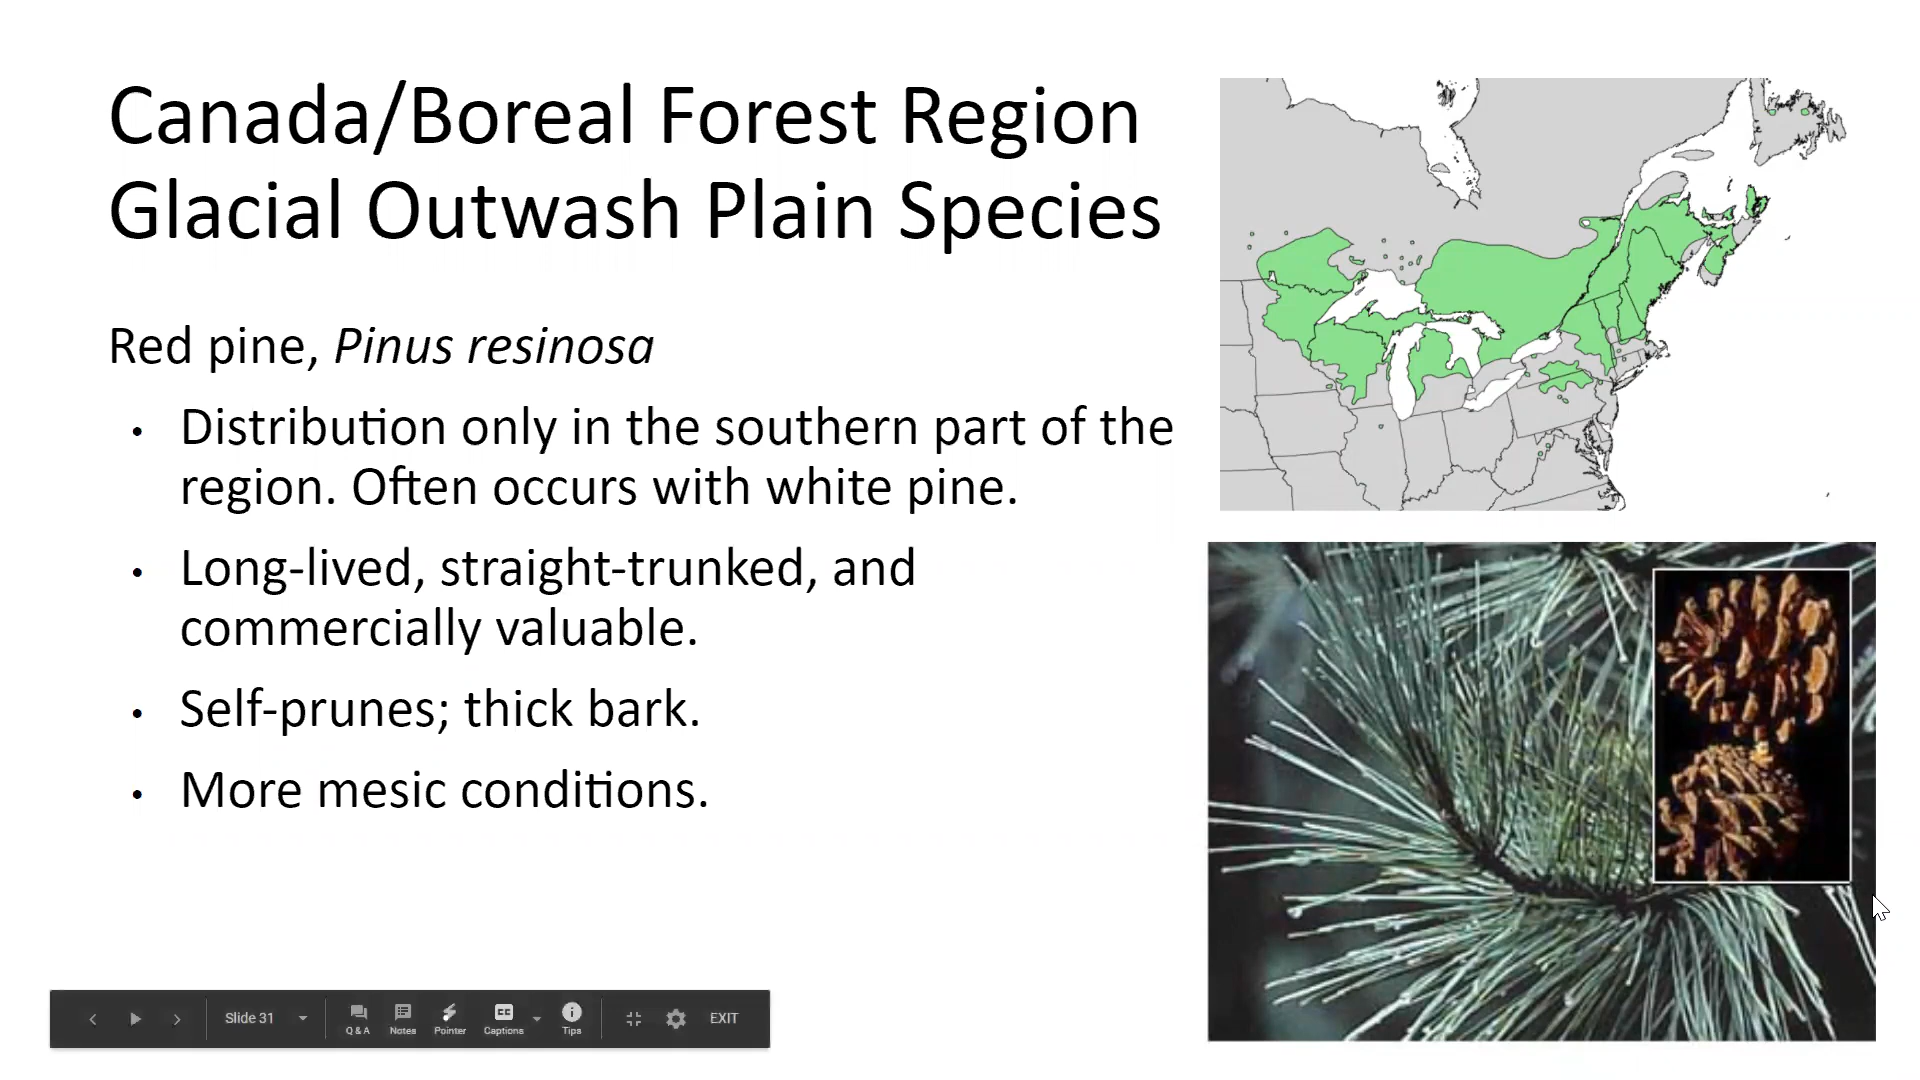 Canada/Boreal Forest Region
Glacial Outwash Plain Species
Red pine, Pinus resinosa
• Distribution only in the southern part of the
region. Often occurs with white pine.
• Long-lived, straight-trunked, and
commercially valuable.
• Self-prunes; thick bark.
• More mesic conditions.
Slide 31
Q & A
Notes
Pointer
CC
Captions
Tips
EXIT